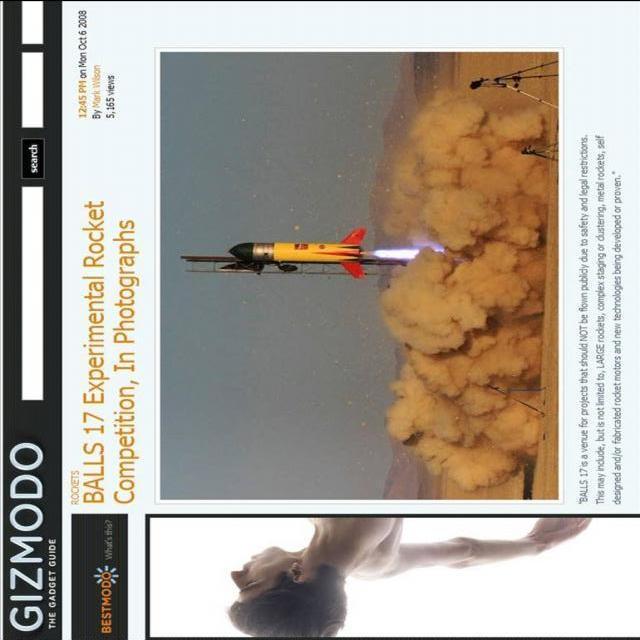 GIZMODO
THE GADGET GUIDE
search
BESTMODO What's this?
ROCKETS
BALLS 17 Experimental Rocket
Competition, In Photographs
12:45 PM on Mon Oct 6 2008
By Mark Wilson
5,165 views
"BALLS 17 is a venue for projects that should NOT be flown publicly due to safety and legal restrictions.
This may include, but is not limited to, LARGE rockets, complex staging or clustering, metal rockets, self
designed and/or fabricated rocket motors and new technologies being developed or proven."